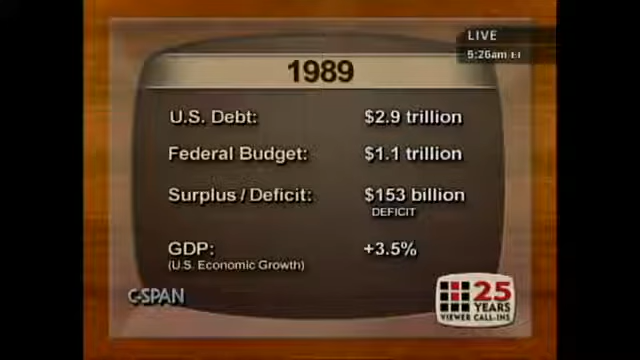 LIVE
5:26am ET
1989
U.S. Debt: $2.9 trillion
Federal Budget: $1.1 trillion
Surplus / Deficit: $153 billion
DEFICIT
GDP: +3.5%
(U.S. Economic Growth)
C-SPAN
25
YEARS
VIEWER CALL-INS